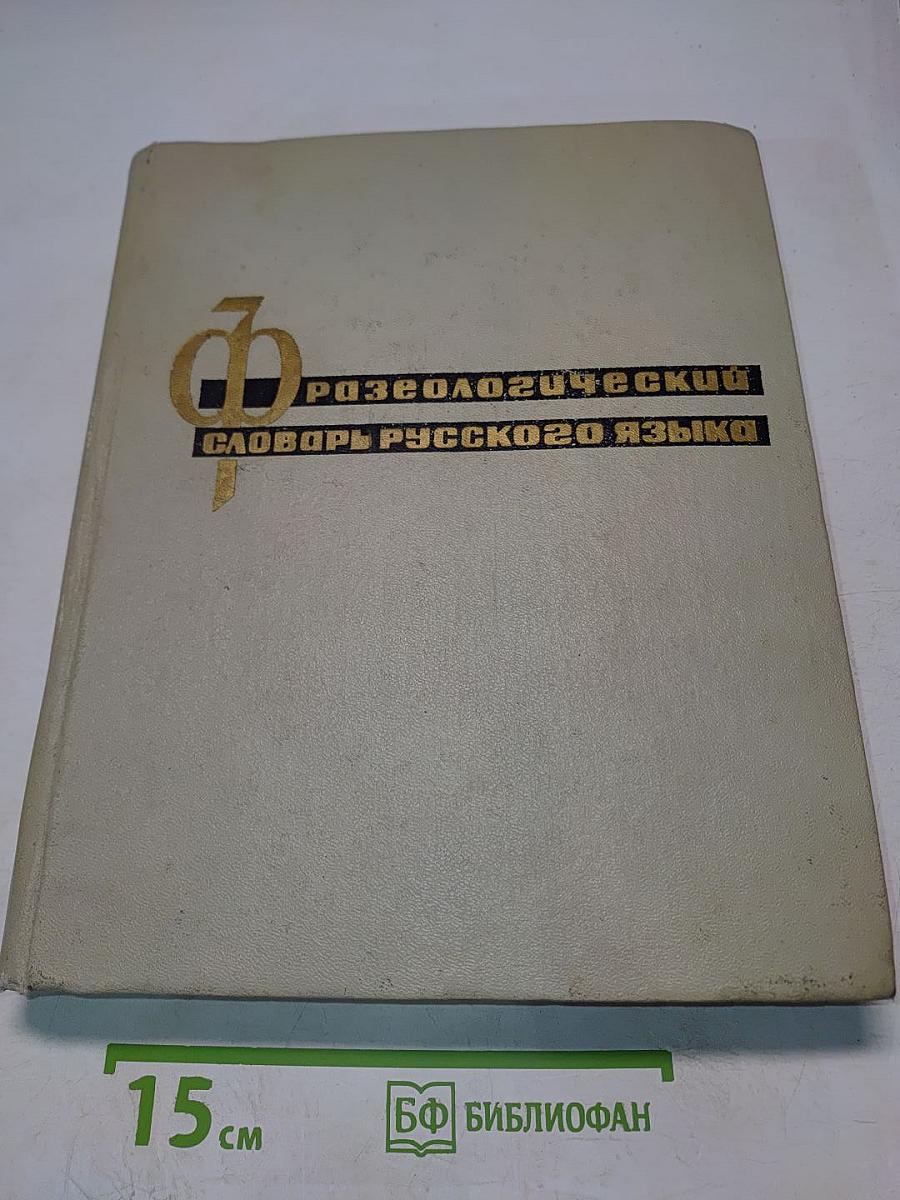 Фразеологический
словарь русского языка
15 см
БФ БИБЛИОФАН